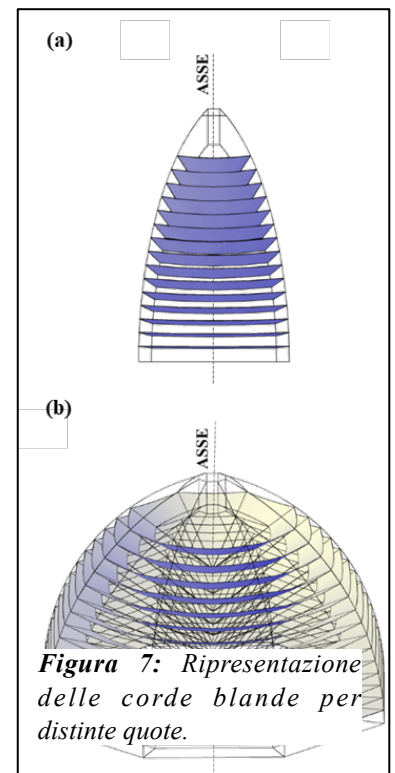 (a)
ASSE
(b)
ASSE
Figura 7: Ripresentazione
delle corde blande per
distinte quote.